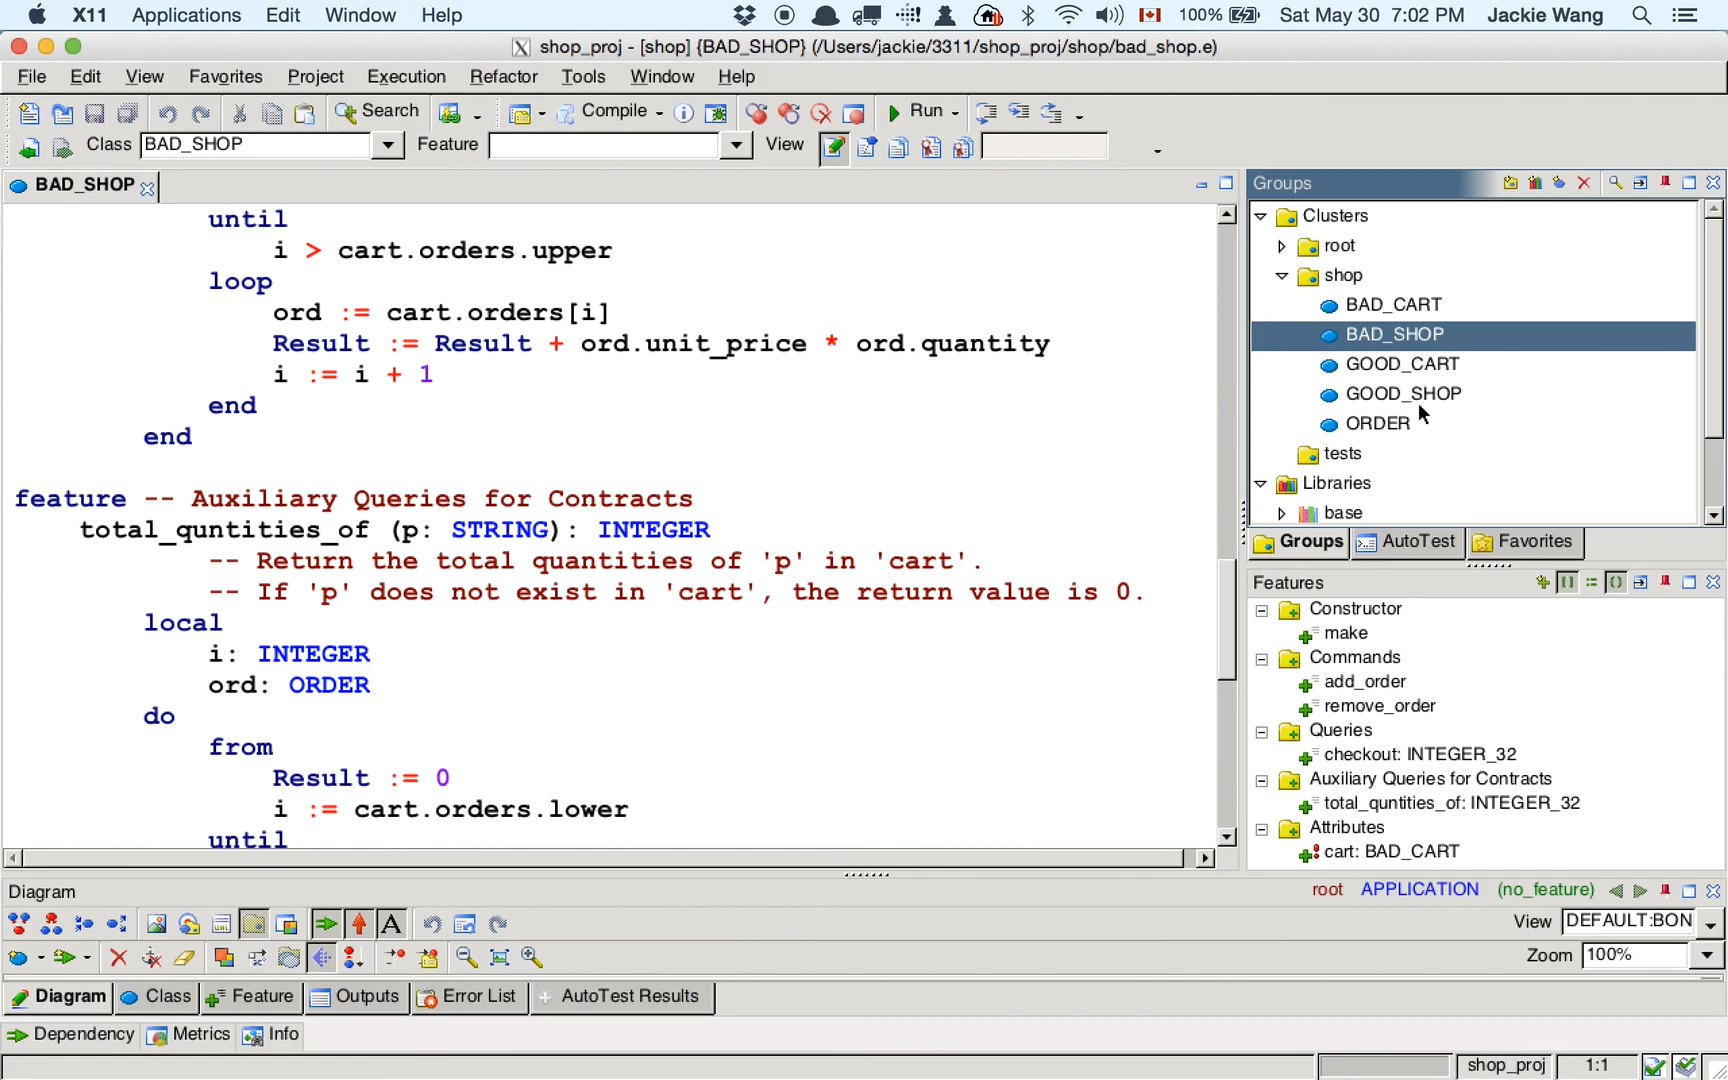 X11 Applications Edit Window Help 100% Sat May 30 7:02 PM Jackie Wang
shop_proj - [shop] {BAD_SHOP} (/Users/jackie/3311/shop_proj/shop/bad_shop.e)
File Edit View Favorites Project Execution Refactor Tools Window Help
Search Compile Run
Class BAD_SHOP Feature View
BAD_SHOP
until
i > cart.orders.upper
loop
ord := cart.orders[i]
Result := Result + ord.unit_price * ord.quantity
i := i + 1
end
end
feature -- Auxiliary Queries for Contracts
total_quntities_of (p: STRING): INTEGER
-- Return the total quantities of 'p' in 'cart'.
-- If 'p' does not exist in 'cart', the return value is 0.
local
i: INTEGER
ord: ORDER
do
from
Result := 0
i := cart.orders.lower
until
Groups
Clusters
root
shop
BAD_CART
BAD_SHOP
GOOD_CART
GOOD_SHOP
ORDER
tests
Libraries
base
Groups AutoTest Favorites
Features
Constructor
make
Commands
add_order
remove_order
Queries
checkout: INTEGER_32
Auxiliary Queries for Contracts
total_quntities_of: INTEGER_32
Attributes
cart: BAD_CART
Diagram root APPLICATION (no_feature)
View DEFAULT:BON
Zoom 100%
Diagram Class Feature Outputs Error List AutoTest Results
Dependency Metrics Info
shop_proj 1:1